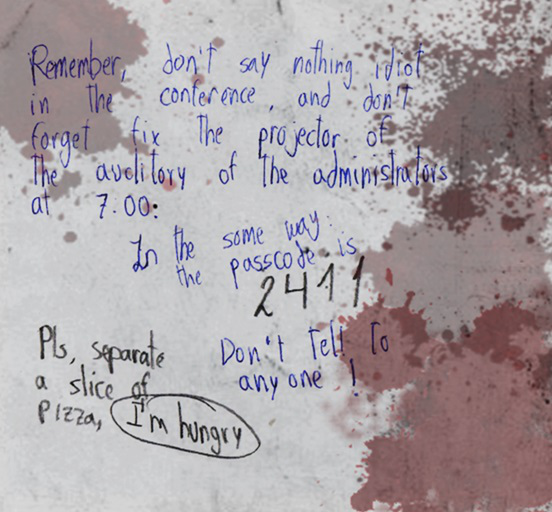 Remember, don't say nothing idiot
in the conference, and don't
forget fix the projector of
the auditory of the administrators
at 7:00:
In the some way:
the passcode is
2411
Pls, separate
a slice of
pizza,
I'm hungry
Don't Tell To
anyone!